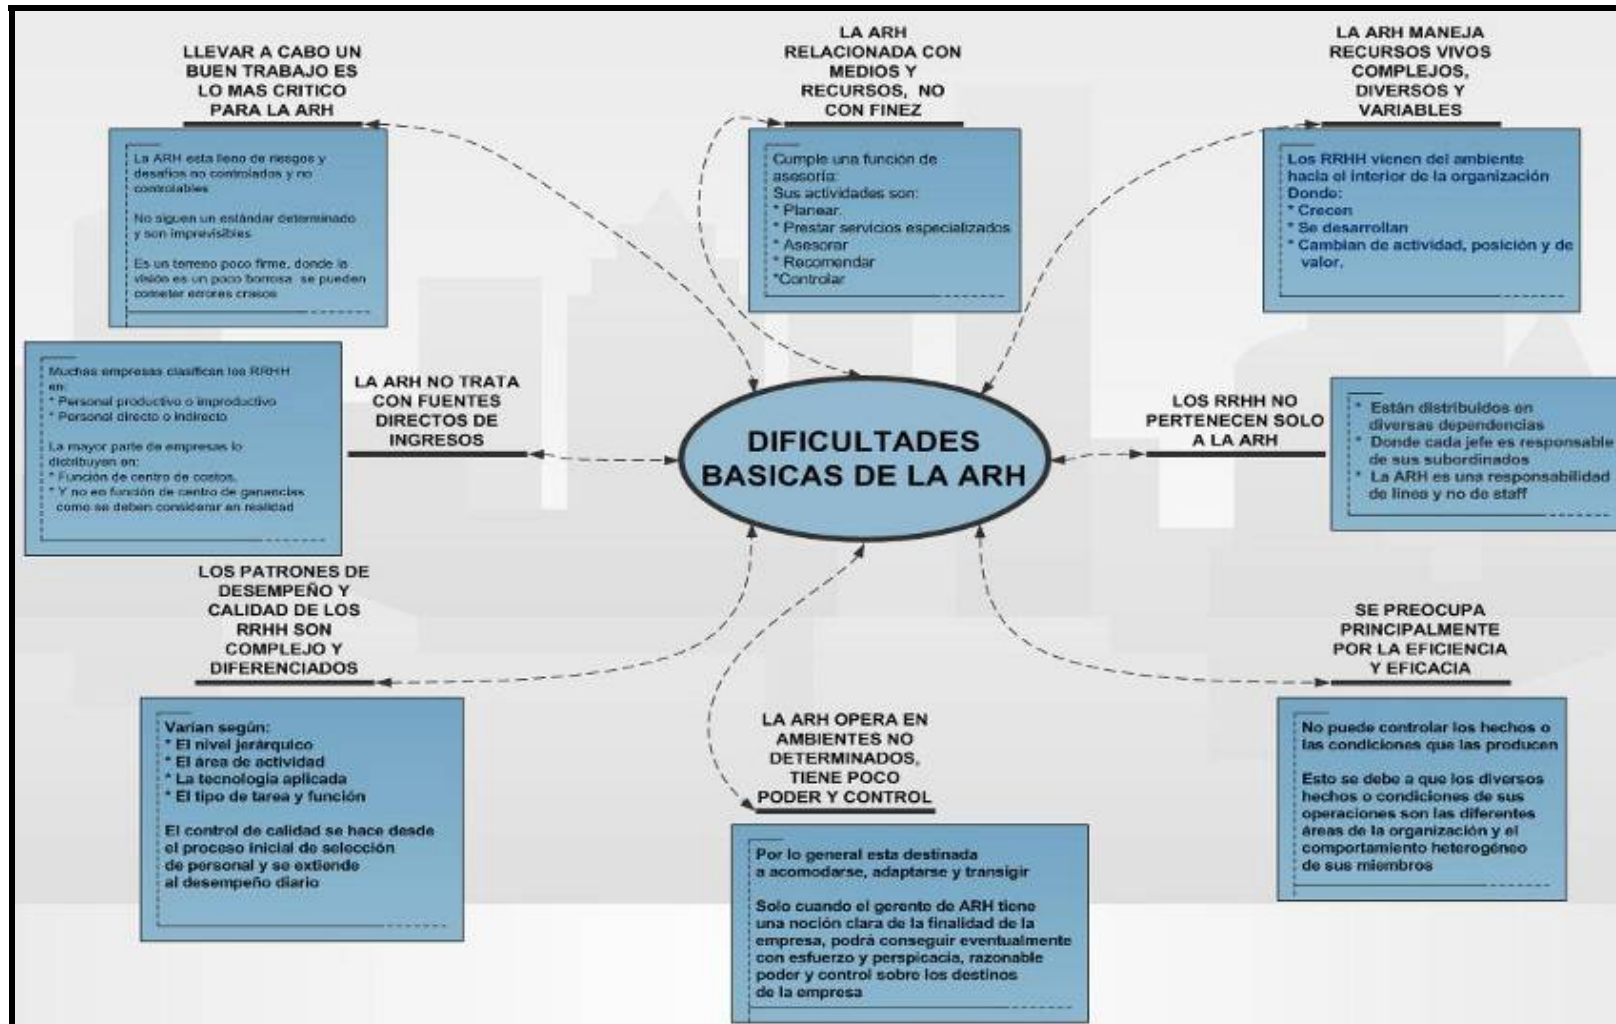 LLEVAR A CABO UN
BUEN TRABAJO ES
LO MAS CRITICO
PARA LA ARH
La ARH esta lleno de riesgos y
desafios no controlados y no
controlables
No siguen un estándar determinado
y son imprevisibles
Es un terreno poco firme, donde la
visión es un poco borrosa se pueden
cometer errores crasos
LA ARH
RELACIONADA CON
MEDIOS Y
RECURSOS, NO
CON FINEZ
Cumple una función de
asesoría:
Sus actividades son:
* Planear.
* Prestar servicios especializados
* Asesorar
* Recomendar
*Controlar
LA ARH MANEJA
RECURSOS VIVOS
COMPLEJOS,
DIVERSOS Y
VARIABLES
Los RRHH vienen del ambiente
hacia el interior de la organización
Donde:
* Crecen
* Se desarrollan
* Cambian de actividad, posición y de
valor.
Muchas empresas clasifican los RRHH
en:
* Personal productivo o improductivo
* Personal directo o indirecto
La mayor parte de empresas lo
distribuyen en:
* Función de centro de costos.
* Y no en función de centro de ganancias
como se deben considerar en realidad
LA ARH NO TRATA
CON FUENTES
DIRECTOS DE
INGRESOS
DIFICULTADES
BASICAS DE LA ARH
LOS RRHH NO
PERTENECEN SOLO
A LA ARH
* Están distribuidos en
diversas dependencias
* Donde cada jefe es responsable
de sus subordinados
* La ARH es una responsabilidad
de linea y no de staff
LOS PATRONES DE
DESEMPEÑO Y
CALIDAD DE LOS
RRHH SON
COMPLEJO Y
DIFERENCIADOS
Varían según:
* El nivel jerárquico
* El área de actividad
* La tecnología aplicada
* El tipo de tarea y función
El control de calidad se hace desde
el proceso inicial de selección
de personal y se extiende
al desempeño diario
LA ARH OPERA EN
AMBIENTES NO
DETERMINADOS,
TIENE POCO
PODER Y CONTROL
Por lo general esta destinada
a acomodarse, adaptarse y transigir
Solo cuando el gerente de ARH tiene
una noción clara de la finalidad de la
empresa, podrá conseguir eventualmente
con esfuerzo y perspicacia, razonable
poder y control sobre los destinos
de la empresa
SE PREOCUPA
PRINCIPALMENTE
POR LA EFICIENCIA
Y EFICACIA
No puede controlar los hechos o
las condiciones que las producen
Esto se debe a que los diversos
hechos o condiciones de sus
operaciones son las diferentes
áreas de la organización y el
comportamiento heterogéneo
de sus miembros